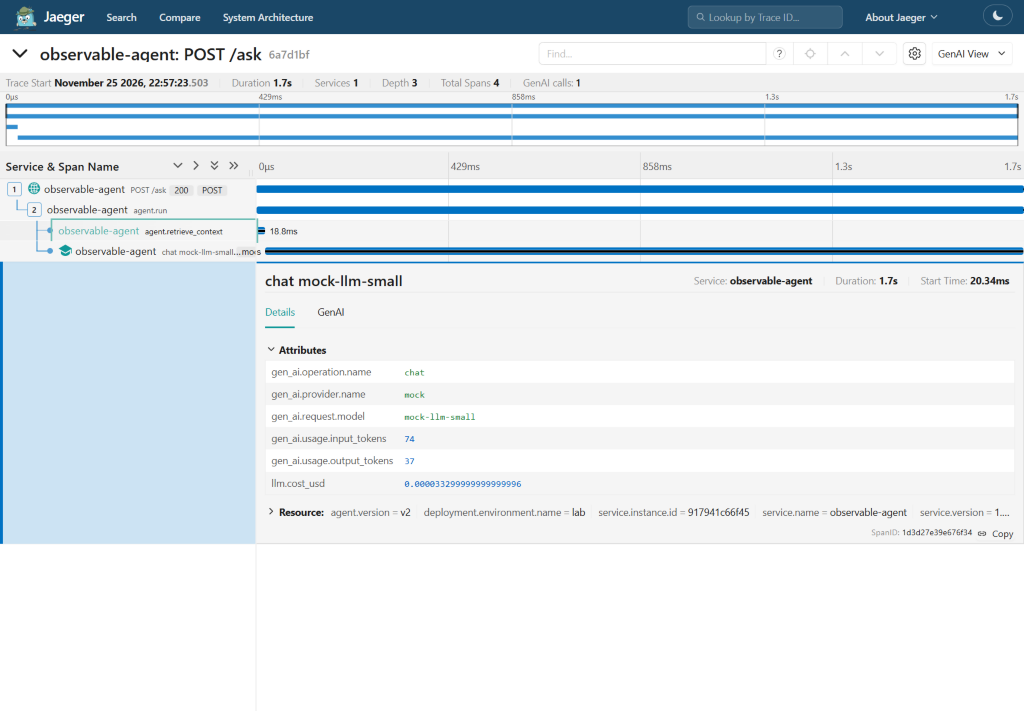 Jaeger Search Compare System Architecture Lookup by Trace ID... About Jaeger
observable-agent: POST /ask 6a7d1bf Find... ? GenAI View
Trace Start November 25 2026, 22:57:23.503 Duration 1.7s Services 1 Depth 3 Total Spans 4 GenAI calls: 1
0μs 429ms 858ms 1.3s 1.7s
Service & Span Name 0μs 429ms 858ms 1.3s 1.7s
1 observable-agent POST /ask 200 POST
2 observable-agent agent.run
observable-agent agent.retrieve_context 18.8ms
observable-agent chat mock-llm-small...
chat mock-llm-small Service: observable-agent Duration: 1.7s Start Time: 20.34ms
Details GenAI
Attributes
gen_ai.operation.name chat
gen_ai.provider.name mock
gen_ai.request.model mock-llm-small
gen_ai.usage.input_tokens 74
gen_ai.usage.output_tokens 37
llm.cost_usd 0.000033299999999999996
Resource: agent.version = v2 deployment.environment.name = lab service.instance.id = 917941c66f45 service.name = observable-agent service.version = 1....
SpanID: 1d3d27e39e676f34 Copy